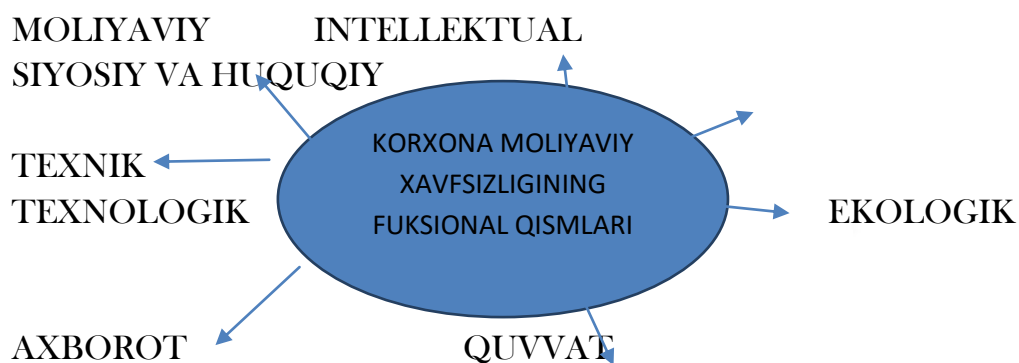 MOLIYAVIY INTELLEKTUAL
SIYOSIY VA HUQUQIY
KORXONA MOLIYAVIY
XAVFSIZLIGINING
FUKSIONAL QISMLARI
TEXNIK
TEXNOLOGIK
EKOLOGIK
AXBOROT QUVVAT